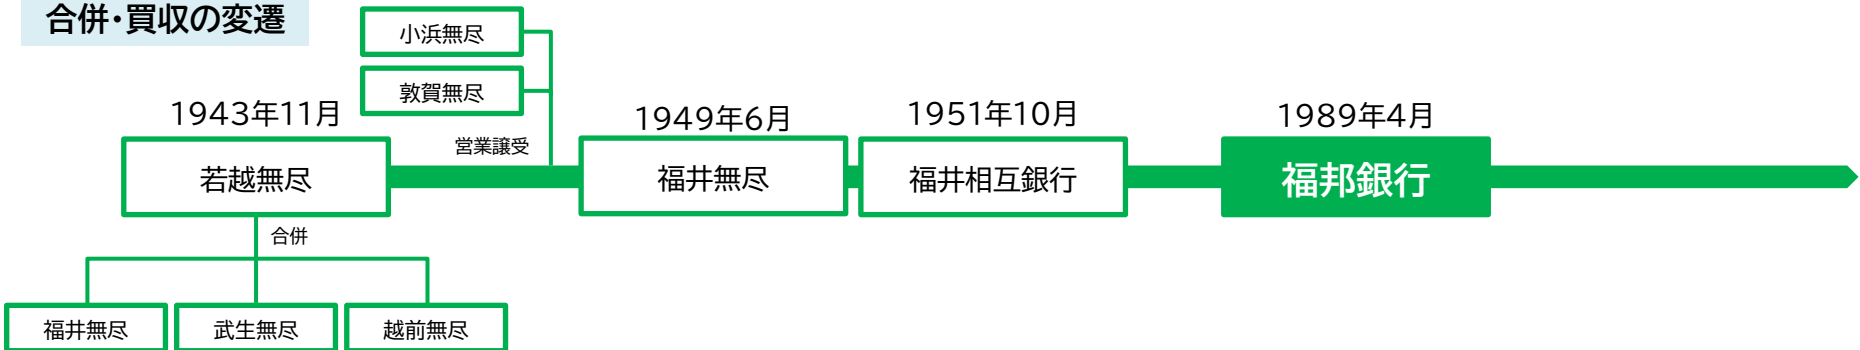 合併・買収の変遷
小浜無尽
敦賀無尽
営業譲受
1943年11月
若越無尽
合併
福井無尽
武生無尽
越前無尽
1949年6月
福井無尽
1951年10月
福井相互銀行
1989年4月
福邦銀行